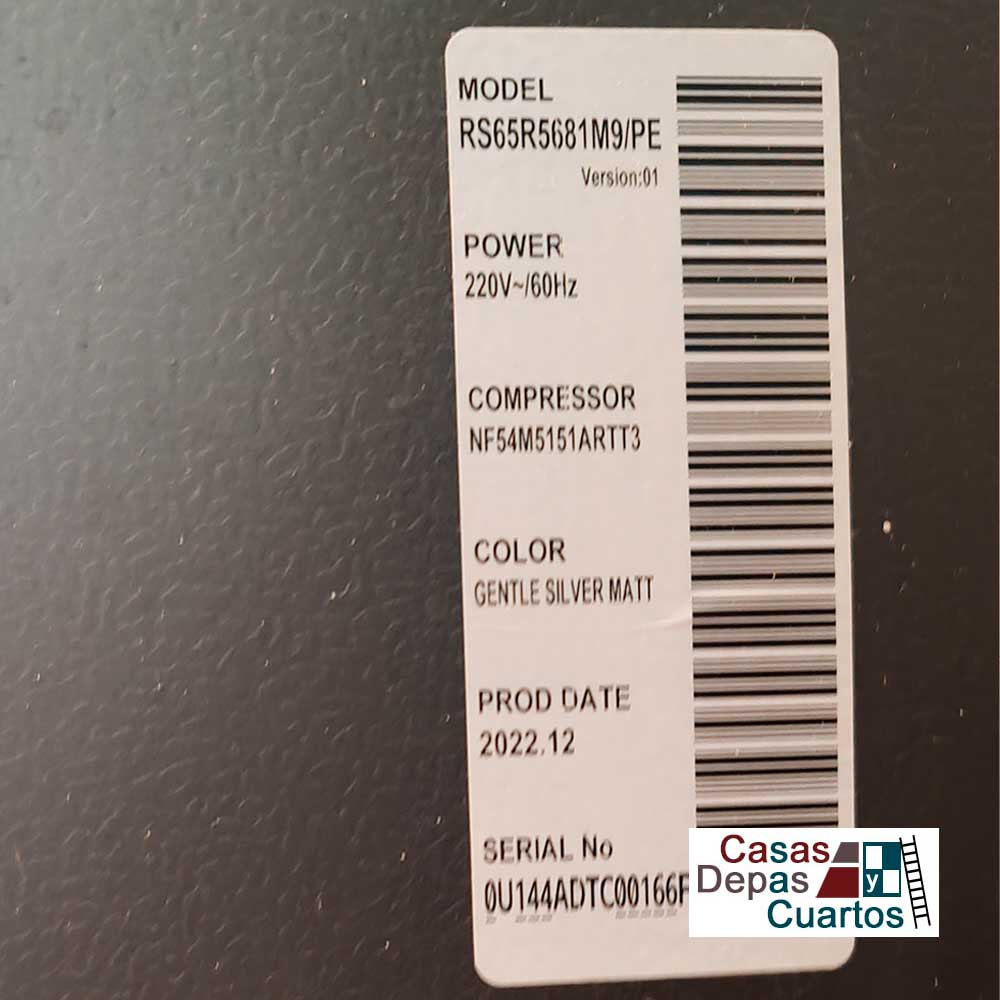 MODEL
RS65R5681M9/PE
Version:01
POWER
220V~/60Hz
COMPRESSOR
NF54M5151ARTT3
COLOR
GENTLE SILVER MATT
PROD DATE
2022.12
SERIAL No
0U144ADTC00166F
Casas
Depas y
Cuartos